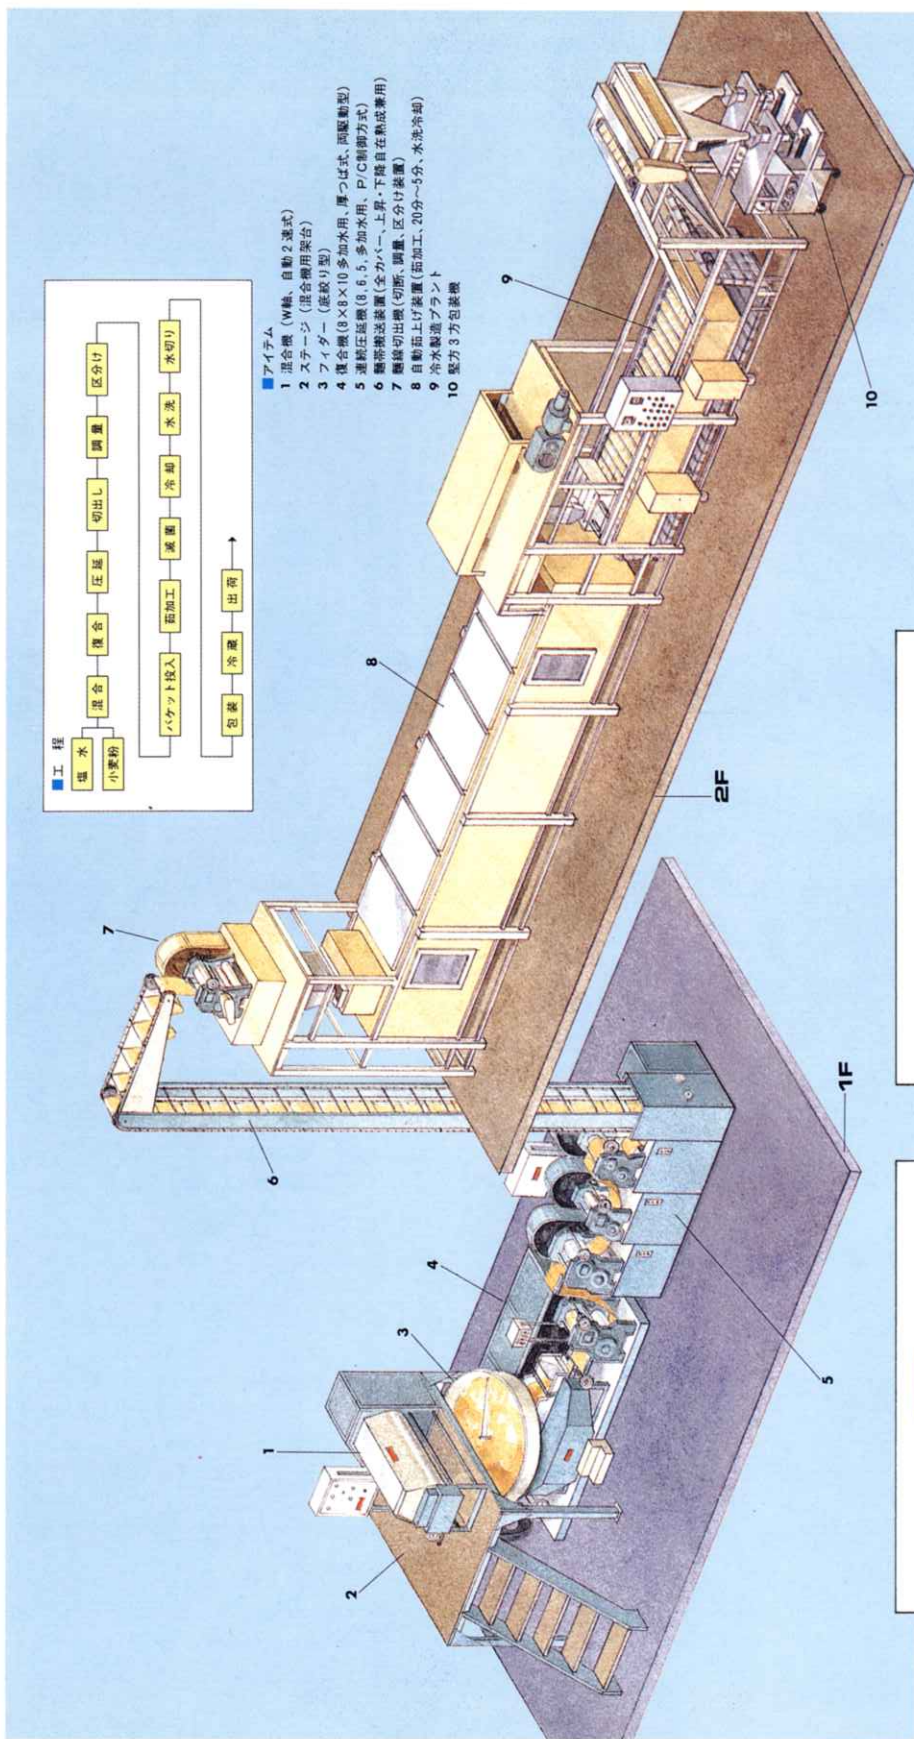 ■工程
塩水
小麦粉
混合
復合
圧延
切出し
調量
区分け
バケット投入
茹加工
滅菌
冷却
水洗
水切り
包装
冷蔵
出荷
■アイテム
1 混合機(W軸、自動2速式)
2 ステージ(混合機用架台)
3 フィダー(底絞り型)
4 復合機(8×8×10多加水用、厚つば式、両駆動型)
5 連続圧延機(8,6,5,多加水用、P/C制御方式)
6 麺帯搬送装置(全カバー、上昇・下降自在熟成兼用)
7 麺線切出機(切断、調量、区分け装置)
8 自動茹上げ装置(茹加工、20分〜5分、水洗冷却)
9 冷水製造プラント
10 堅方3方包装機
1
2
3
4
5
6
7
8
9
10
1F
2F